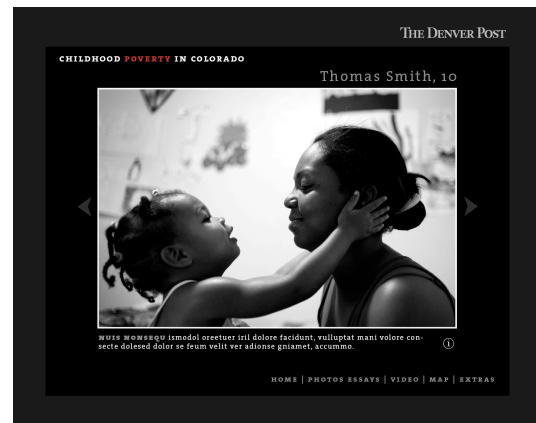 THE DENVER POST
CHILDHOOD POVERTY IN COLORADO
Thomas Smith, 10
NUIS NONSEQU ismodol oreetuer iril dolore facidunt, vulluptat mani volore con-
secte dolesed dolor se feum velit ver adionse gniamet, accummo.
1
HOME | PHOTOS ESSAYS | VIDEO | MAP | EXTRAS